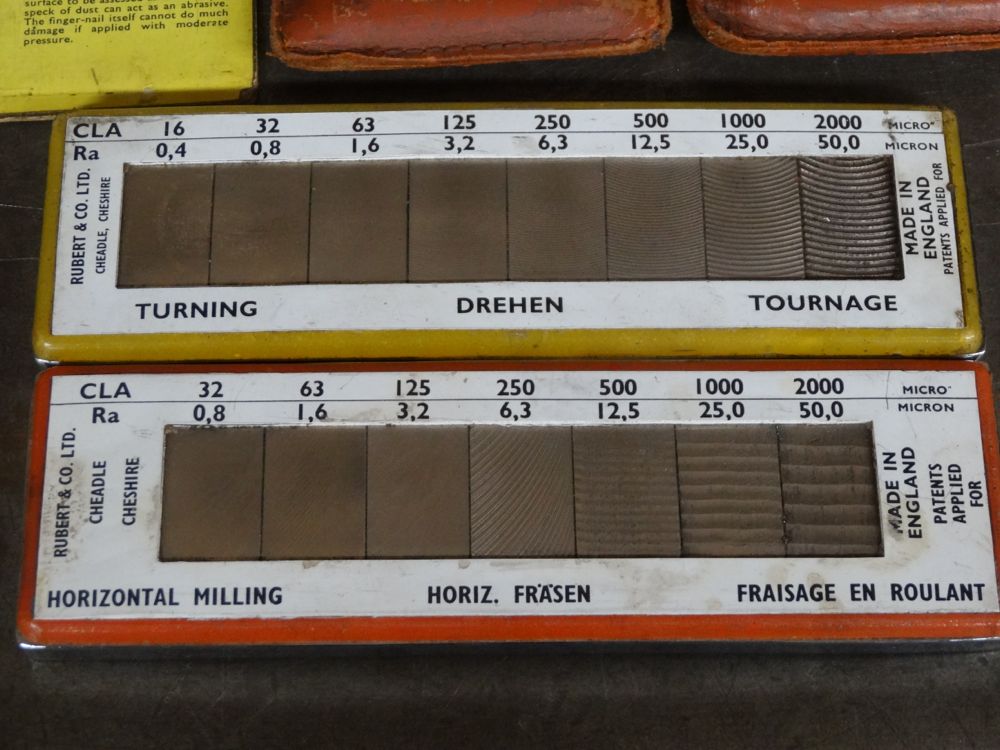 surface to be assessed
speck of dust can act as an abrasive.
The finger-nail itself cannot do much
damage if applied with moderate
pressure.
CLA 16 32 63 125 250 500 1000 2000 MICRO"
Ra 0,4 0,8 1,6 3,2 6,3 12,5 25,0 50,0 MICRON
RUBERT & CO. LTD.
CHEADLE, CHESHIRE
MADE IN
ENGLAND
PATENTS APPLIED FOR
TURNING DREHEN TOURNAGE
CLA 32 63 125 250 500 1000 2000 MICRO"
Ra 0,8 1,6 3,2 6,3 12,5 25,0 50,0 MICRON
RUBERT & CO. LTD.
CHEADLE
CHESHIRE
MADE IN
ENGLAND
PATENTS
APPLIED
FOR
HORIZONTAL MILLING HORIZ. FRÄSEN FRAISAGE EN ROULANT